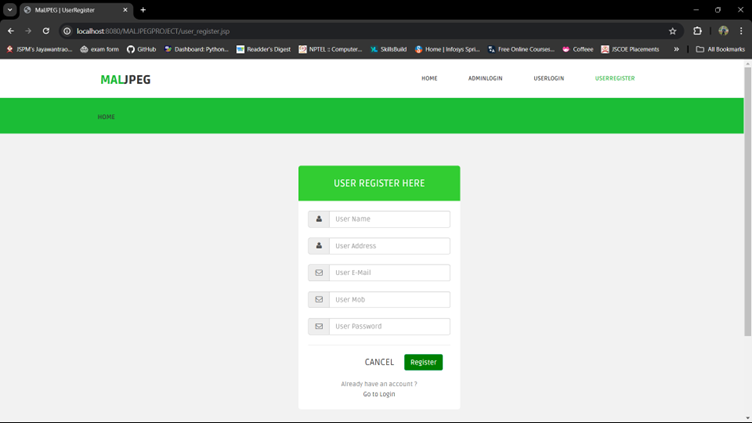 MalJPEG | UserRegister
localhost:8080/MALJPEGPROJECT/user_register.jsp
JSPM's Jayawantrao... exam form GitHub Dashboard: Python... Readder's Digest NPTEL :: Computer... SkillsBuild Home | Infosys Spri... Free Online Courses... Coffeee JSCOE Placements » All Bookmarks
MALJPEG HOME ADMINLOGIN USERLOGIN USERREGISTER
HOME
USER REGISTER HERE
User Name
User Address
User E-Mail
User Mob
User Password
CANCEL Register
Already have an account ?
Go to Login